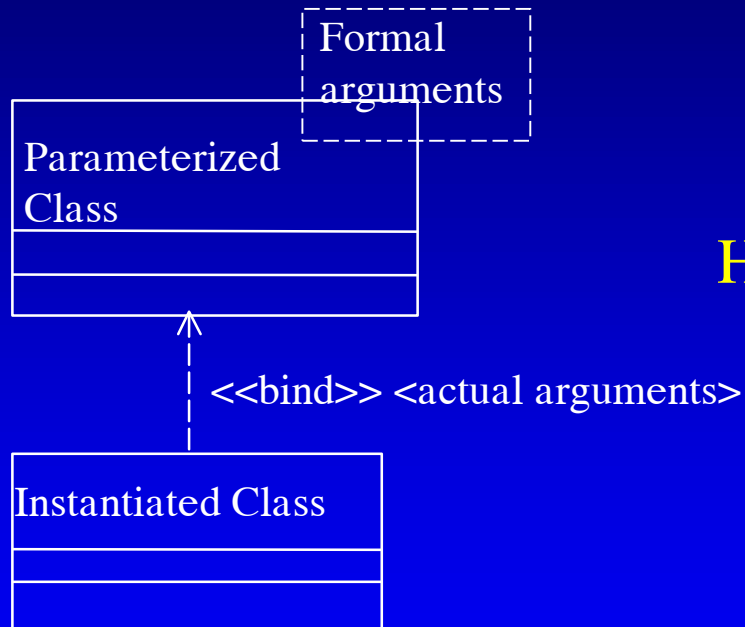 Formal
arguments
Parameterized
Class
H
<<bind>> <actual arguments>
Instantiated Class